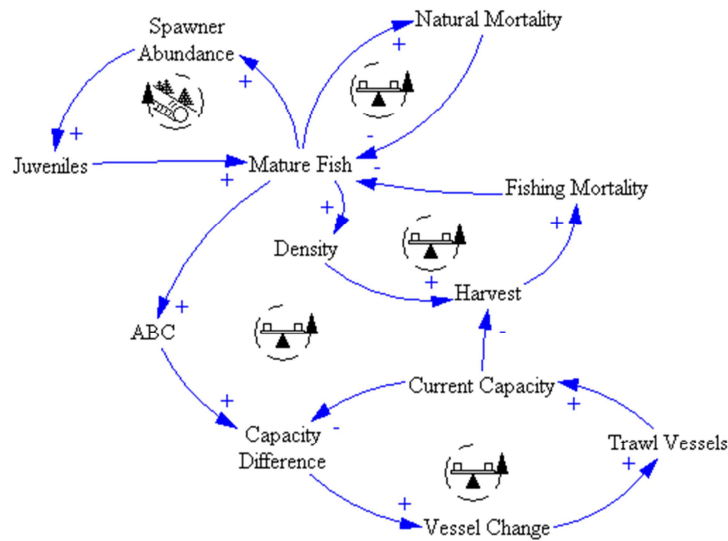 Spawner
Abundance
Natural Mortality
+
+
+
-
Juveniles
+
Mature Fish
-
Fishing Mortality
+
+
Density
+
Harvest
+
ABC
-
+
Current Capacity
+
-
Capacity
Difference
Trawl Vessels
+
+
Vessel Change